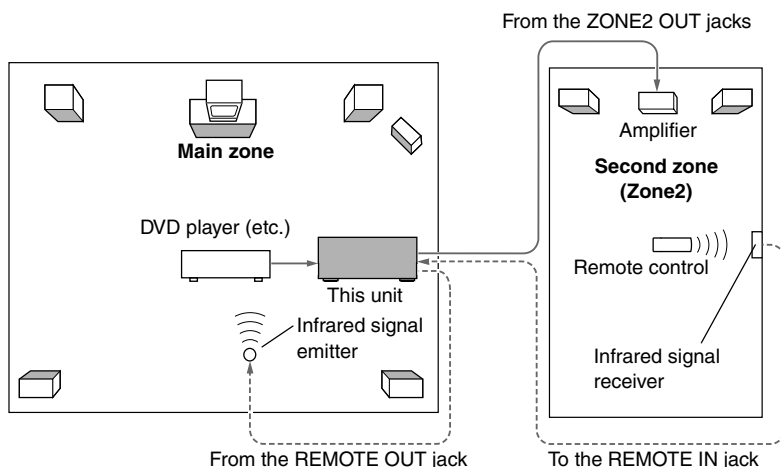 From the ZONE2 OUT jacks
Main zone
DVD player (etc.)
This unit
Infrared signal
emitter
From the REMOTE OUT jack
Amplifier
Second zone
(Zone2)
Remote control
Infrared signal
receiver
To the REMOTE IN jack